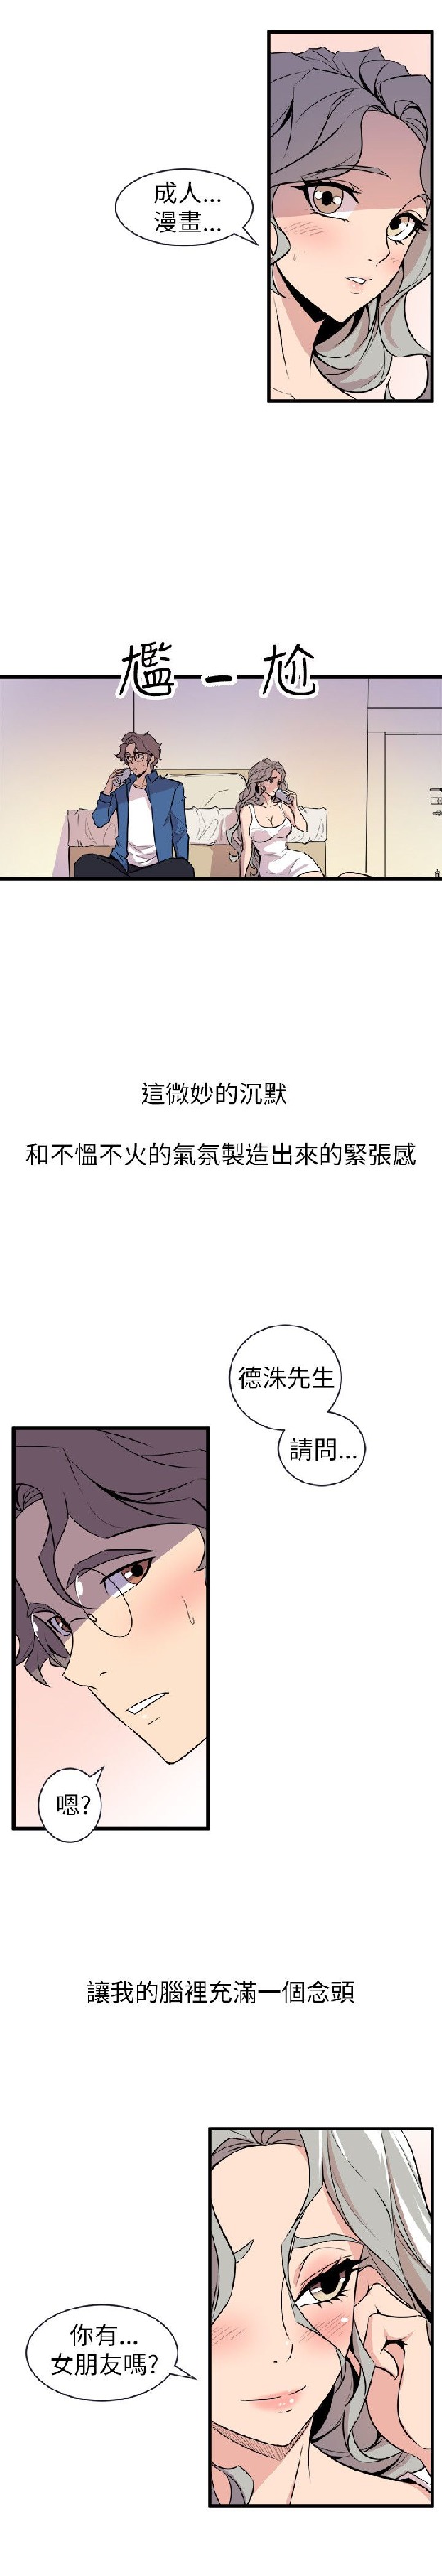 成人...
漫畫...
尷-尬
這微妙的沉默
和不慍不火的氣氛製造出來的緊張感
德洙先生
請問...
嗯?
讓我的腦裡充滿一個念頭
你有...
女朋友嗎?